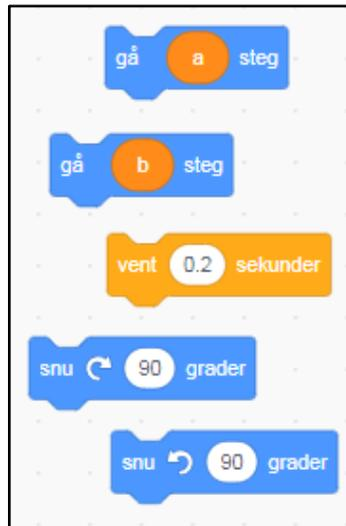 gå a steg
gå b steg
vent 0.2 sekunder
snu 90 grader
snu 90 grader